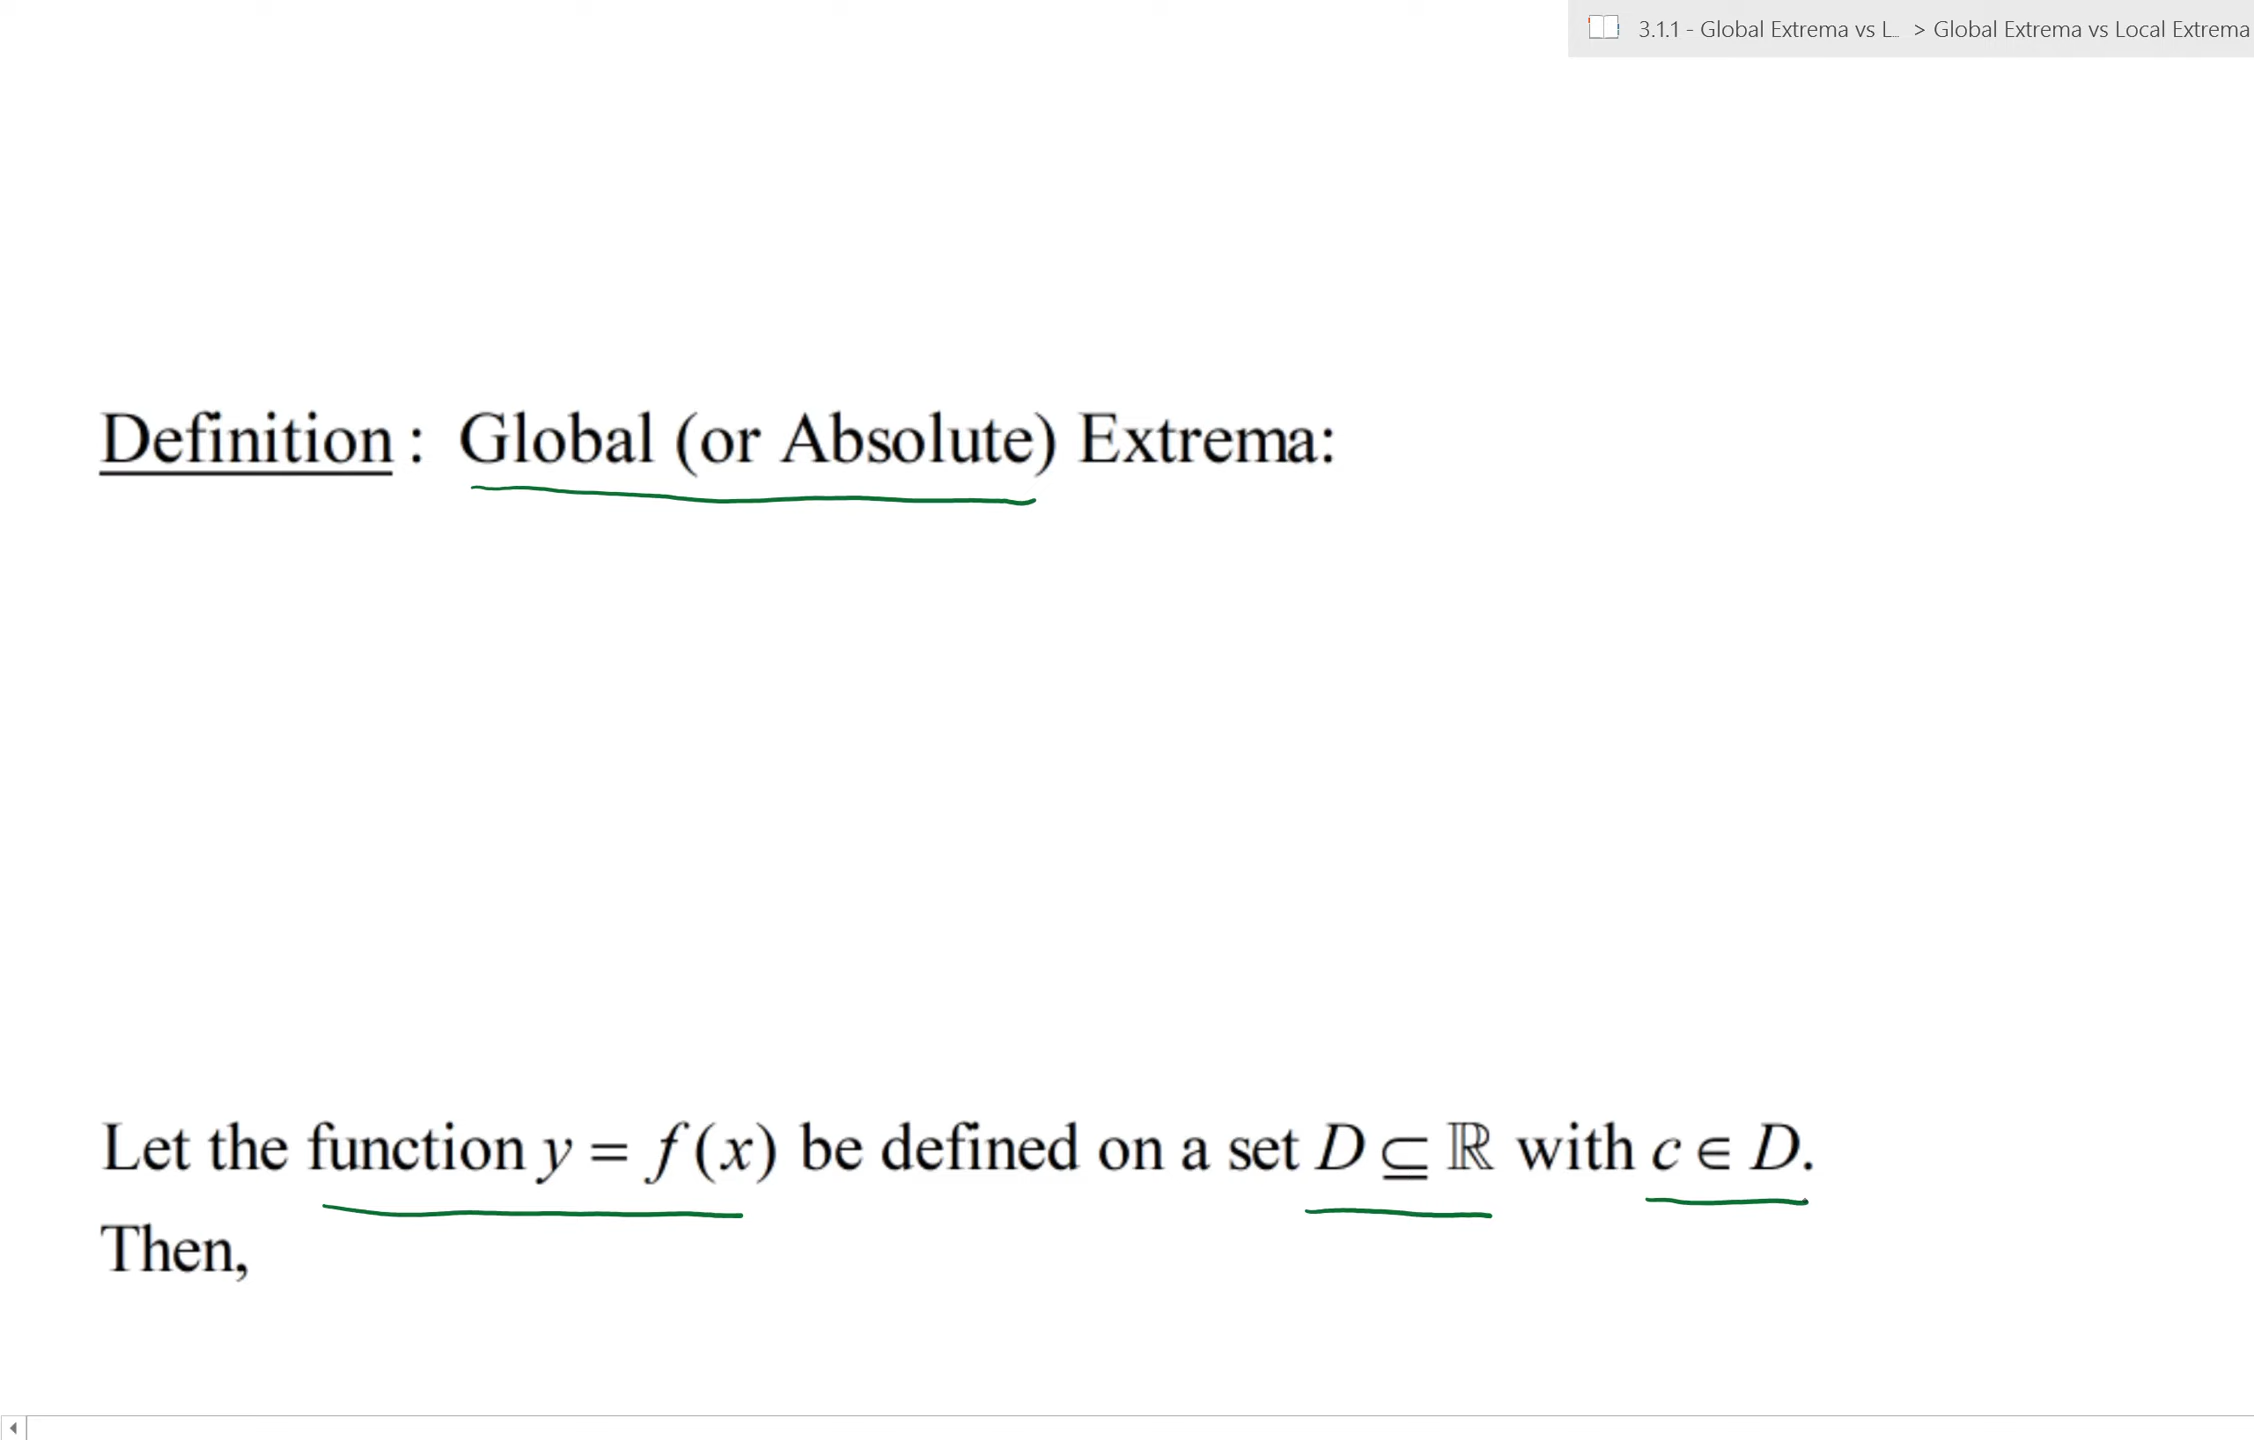 3.1.1 - Global Extrema vs L... > Global Extrema vs Local Extrema
Definition : Global (or Absolute) Extrema:
Let the function y = f(x) be defined on a set D ⊆ ℝ with c ∈ D.
Then,